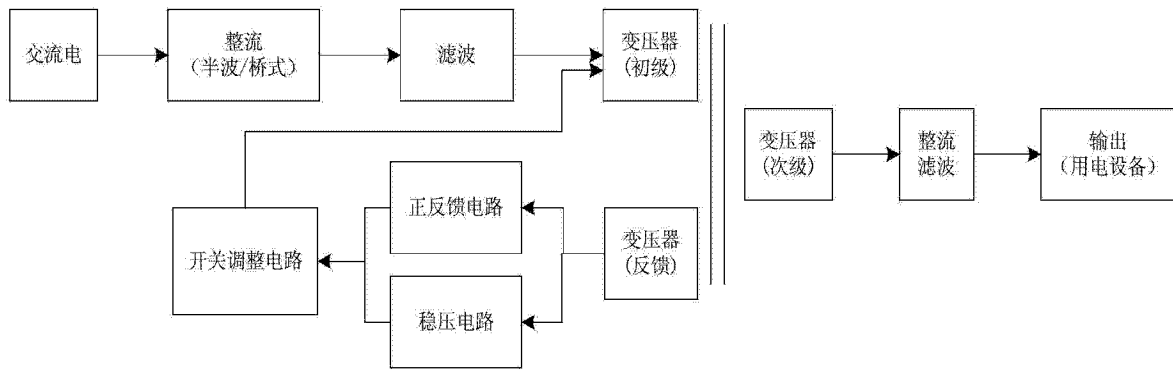 交流电
整流
（半波/桥式）
滤波
变压器
(初级)
变压器
(次级)
整流
滤波
输出
（用电设备）
正反馈电路
开关调整电路
变压器
(反馈)
稳压电路